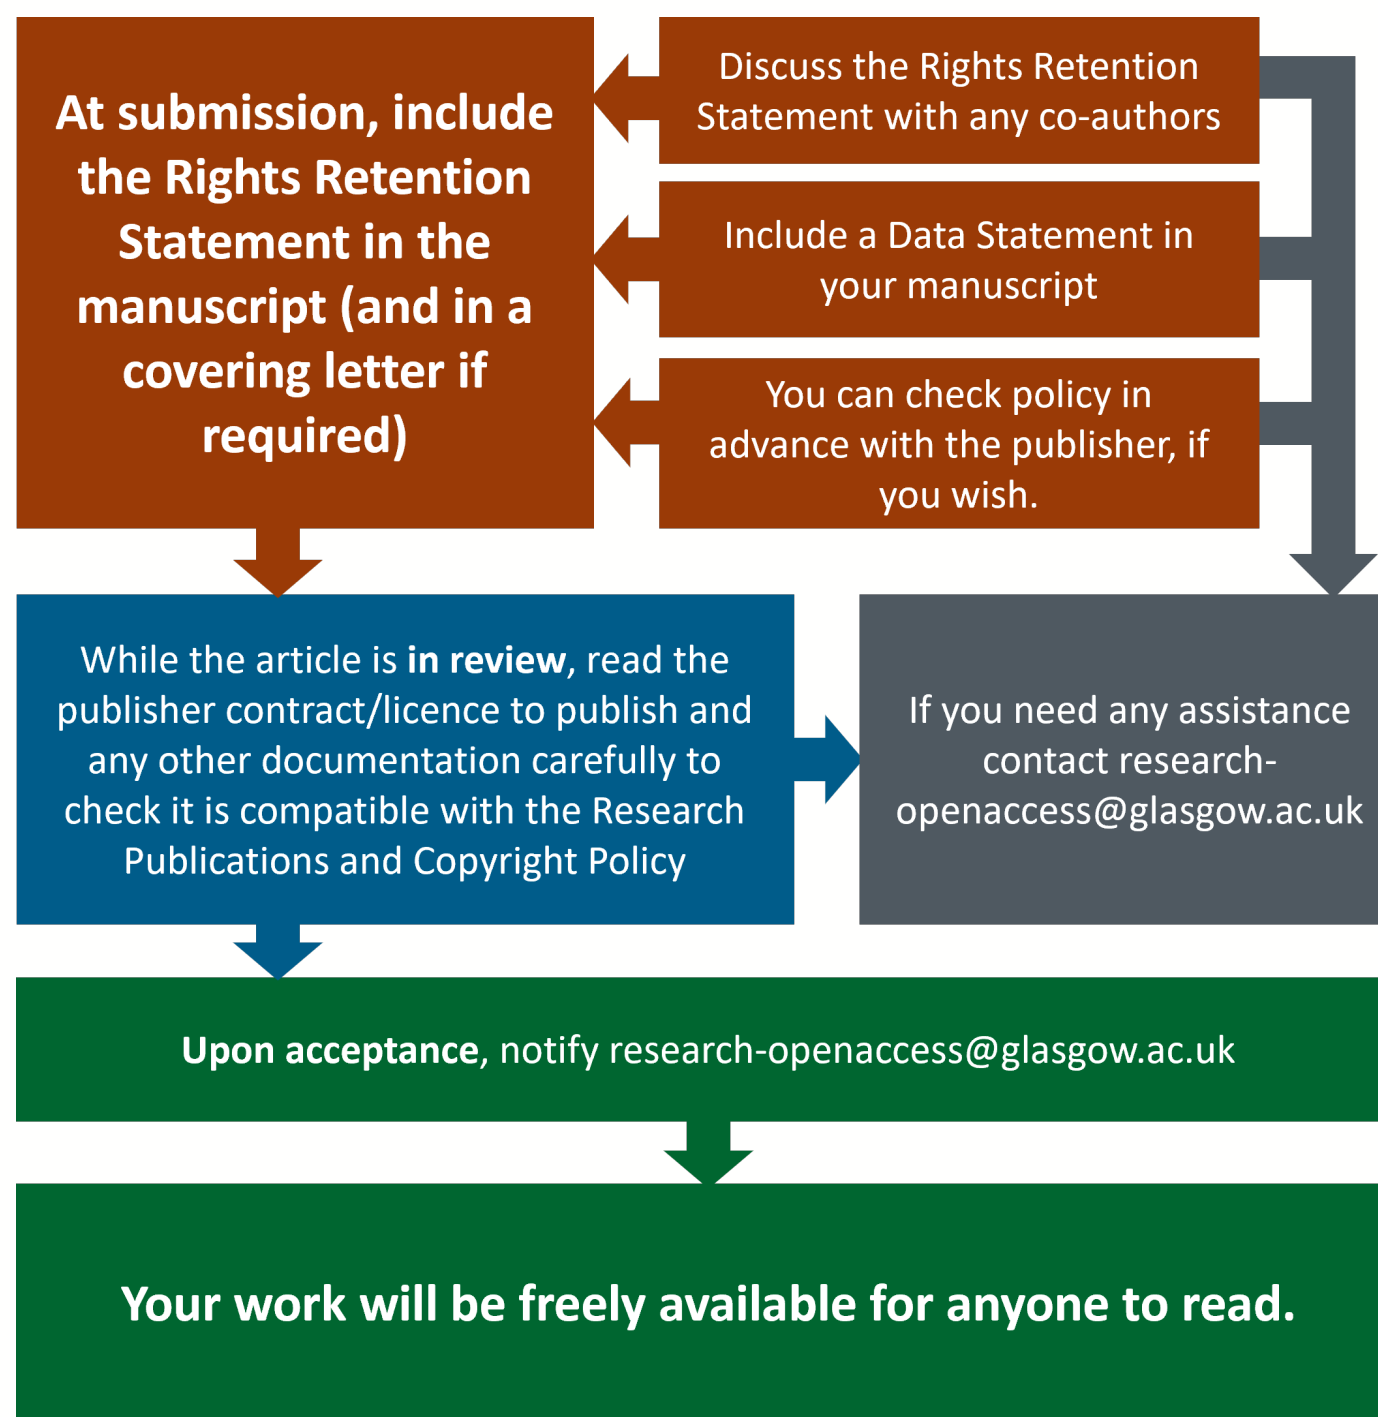 At submission, include
the Rights Retention
Statement in the
manuscript (and in a
covering letter if
required)
Discuss the Rights Retention
Statement with any co-authors
Include a Data Statement in
your manuscript
You can check policy in
advance with the publisher, if
you wish.
While the article is in review, read the
publisher contract/licence to publish and
any other documentation carefully to
check it is compatible with the Research
Publications and Copyright Policy
If you need any assistance
contact research-
openaccess@glasgow.ac.uk
Upon acceptance, notify research-openaccess@glasgow.ac.uk
Your work will be freely available for anyone to read.